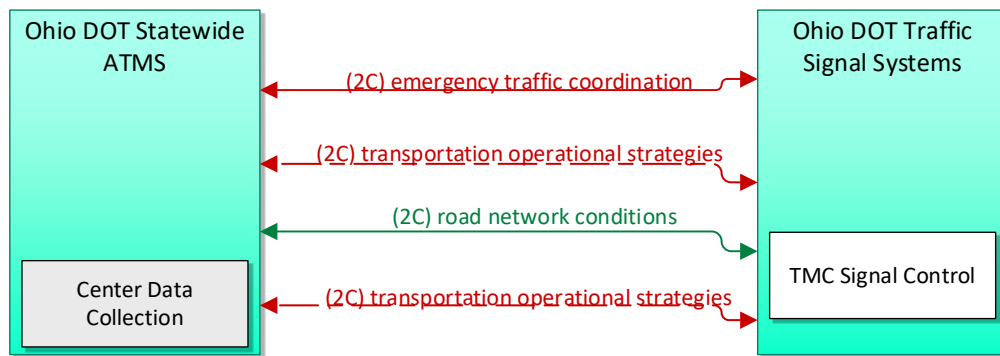 Ohio DOT Statewide
ATMS
Ohio DOT Traffic
Signal Systems
(2C) emergency traffic coordination
(2C) transportation operational strategies
(2C) road network conditions
(2C) transportation operational strategies
Center Data
Collection
TMC Signal Control